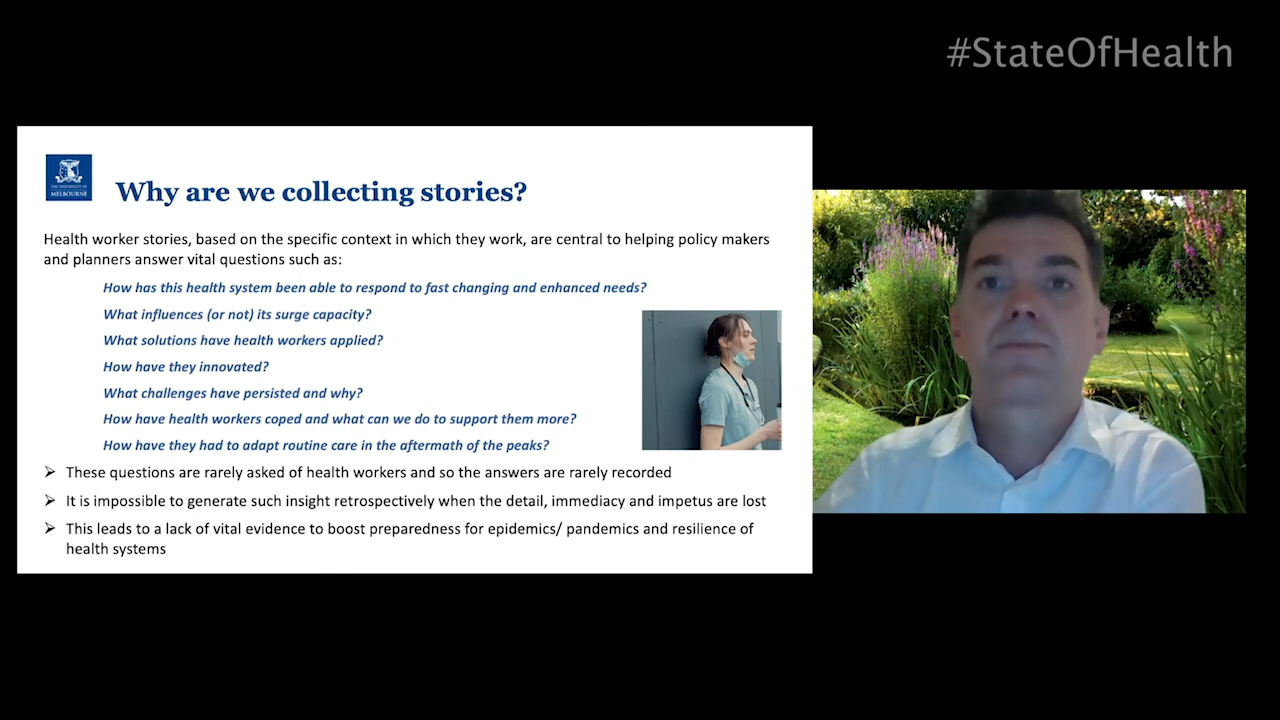 #StateOfHealth
THE UNIVERSITY OF
MELBOURNE
Why are we collecting stories?
Health worker stories, based on the specific context in which they work, are central to helping policy makers
and planners answer vital questions such as:
How has this health system been able to respond to fast changing and enhanced needs?
What influences (or not) its surge capacity?
What solutions have health workers applied?
How have they innovated?
What challenges have persisted and why?
How have health workers coped and what can we do to support them more?
How have they had to adapt routine care in the aftermath of the peaks?
➢ These questions are rarely asked of health workers and so the answers are rarely recorded
➢ It is impossible to generate such insight retrospectively when the detail, immediacy and impetus are lost
➢ This leads to a lack of vital evidence to boost preparedness for epidemics/ pandemics and resilience of
health systems